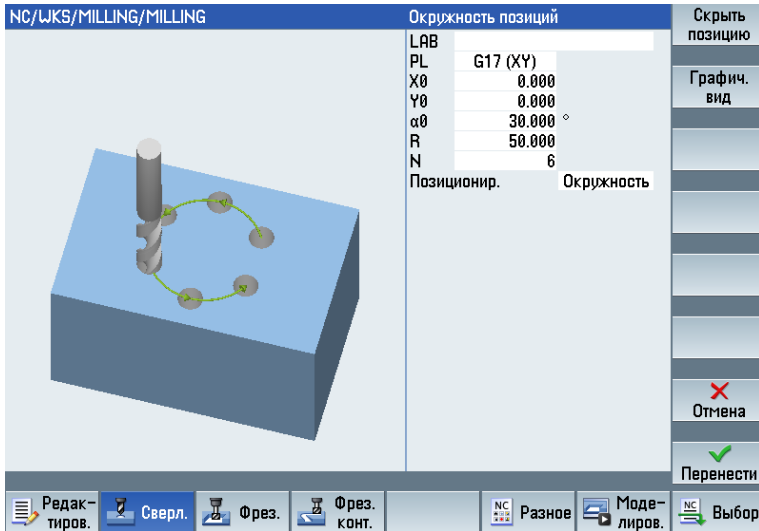 NC/WKS/MILLING/MILLING
Окружность позиций
LAB
PL G17 (XY)
X0 0.000
Y0 0.000
α0 30.000 °
R 50.000
N 6
Позиционир. Окружность
Скрыть
позицию
Графич.
вид
Отмена
Перенести
Редак-
тиров.
Сверл.
Фрез.
Фрез.
конт.
NC
Разное
Моде-
лиров.
NC
Выбор